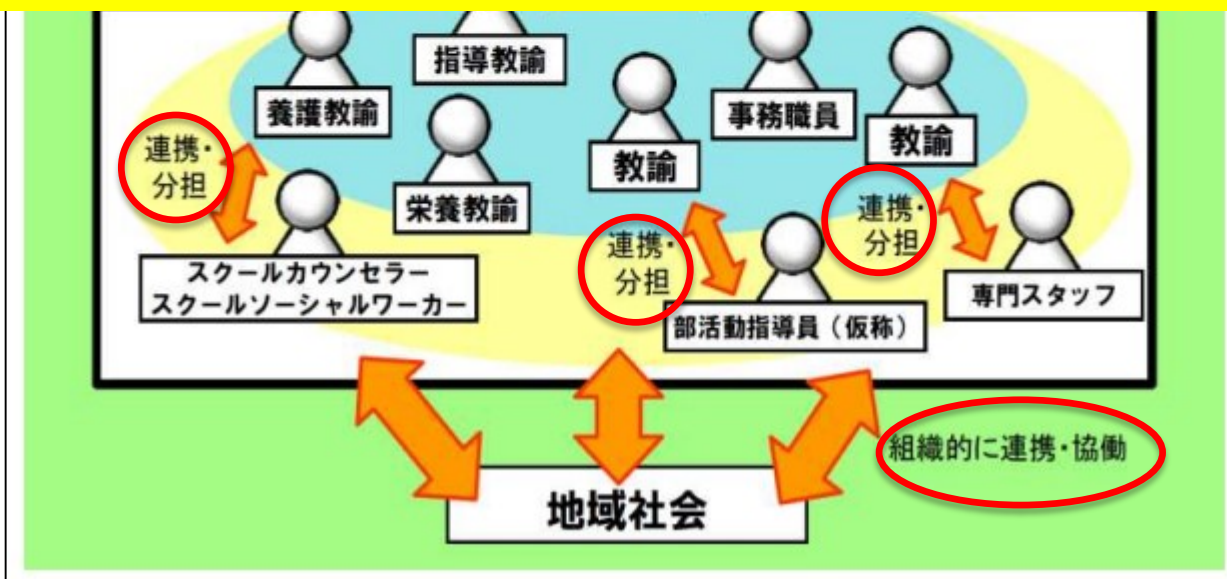 指導教諭
養護教諭
事務職員
教諭
連携・
分担
教諭
栄養教諭
連携・
分担
連携・
分担
スクールカウンセラー
スクールソーシャルワーカー
専門スタッフ
部活動指導員（仮称）
組織的に連携・協働
地域社会